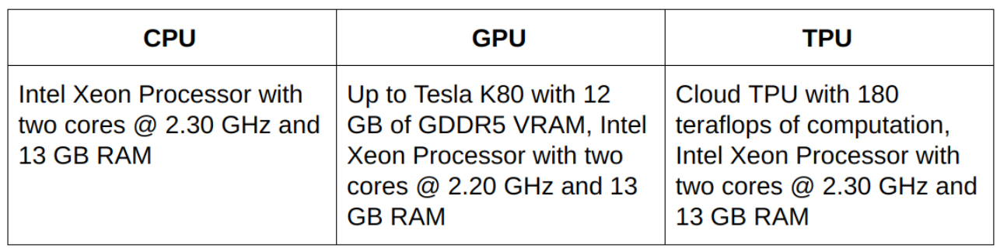 CPU
GPU
TPU
Intel Xeon Processor with
two cores @ 2.30 GHz and
13 GB RAM
Up to Tesla K80 with 12
GB of GDDR5 VRAM, Intel
Xeon Processor with two
cores @ 2.20 GHz and 13
GB RAM
Cloud TPU with 180
teraflops of computation,
Intel Xeon Processor with
two cores @ 2.30 GHz and
13 GB RAM